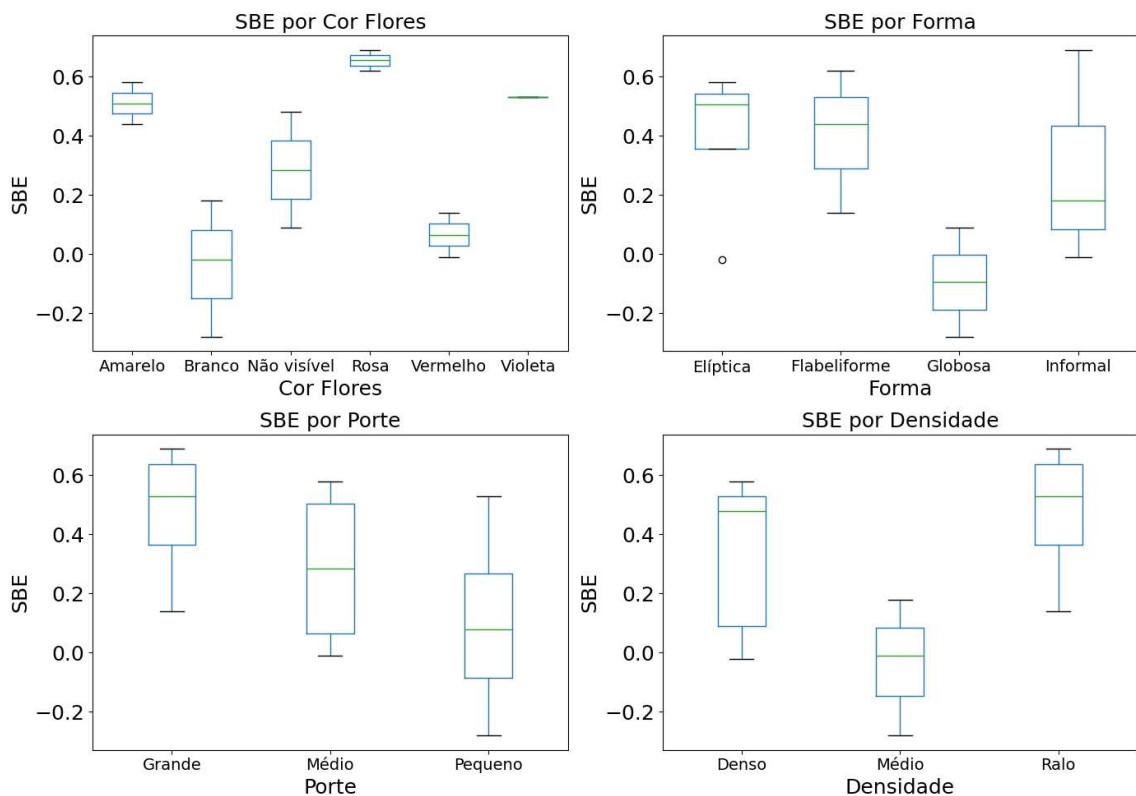 SBE por Cor Flores
SBE
0.6
0.4
0.2
0.0
−0.2
Amarelo Branco Não visível Rosa Vermelho Violeta
Cor Flores
SBE por Forma
SBE
0.6
0.4
0.2
0.0
−0.2
Elíptica Flabeliforme Globosa Informal
Forma
SBE por Porte
SBE
0.6
0.4
0.2
0.0
−0.2
Grande Médio Pequeno
Porte
SBE por Densidade
SBE
0.6
0.4
0.2
0.0
−0.2
Denso Médio Ralo
Densidade